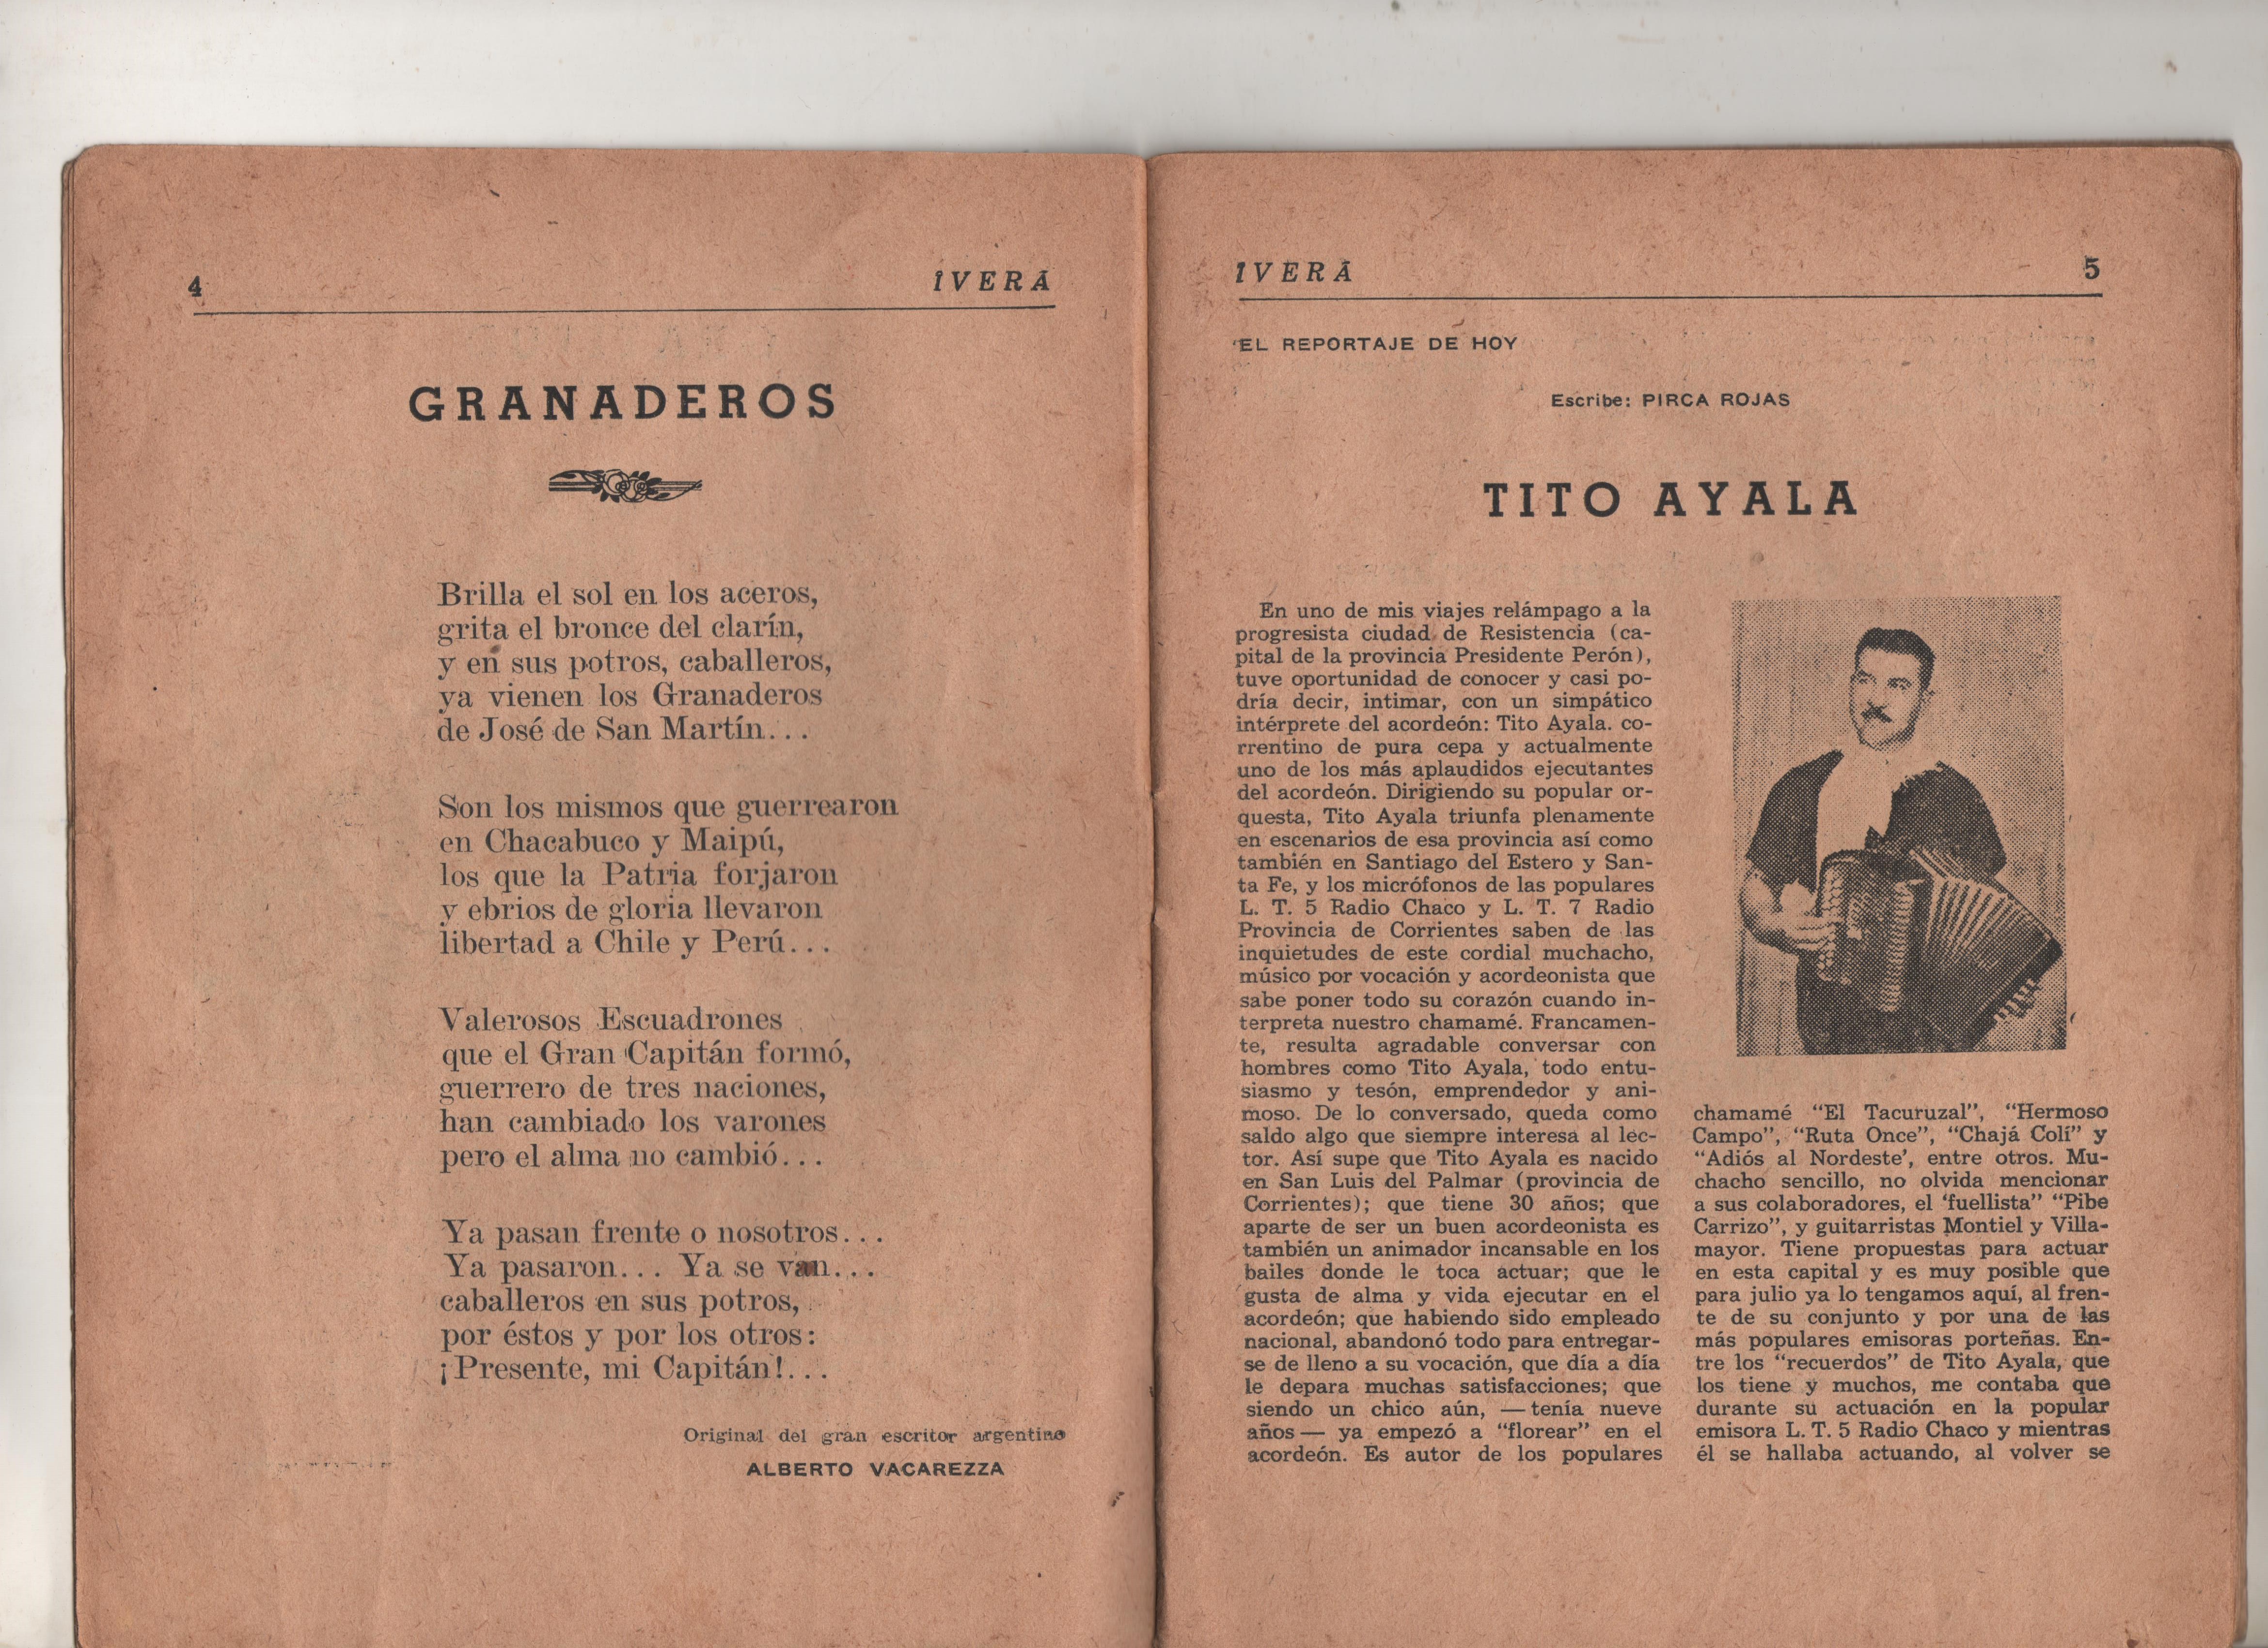 4
ÎVERÁ
GRANADEROS
Brilla el sol en los aceros,
grita el bronce del clarín,
y en sus potros, caballeros,
ya vienen los Granaderos
de José de San Martín...
Son los mismos que guerrearon
en Chacabuco y Maipú,
los que la Patria forjaron
y ebrios de gloria llevaron
libertad a Chile y Perú...
Valerosos Escuadrones
que el Gran Capitán formó,
guerrero de tres naciones,
han cambiado los varones
pero el alma no cambió...
Ya pasan frente o nosotros...
Ya pasaron... Ya se van...
caballeros en sus potros,
por éstos y por los otros:
¡Presente, mi Capitán!...
Original del gran escritor argentino
ALBERTO VACAREZZA
ÎVERÁ
5
EL REPORTAJE DE HOY
Escribe: PIRCA ROJAS
TITO AYALA
En uno de mis viajes relámpago a la
progresista ciudad de Resistencia (ca-
pital de la provincia Presidente Perón),
tuve oportunidad de conocer y casi po-
dría decir, intimar, con un simpático
intérprete del acordeón: Tito Ayala. co-
rrentino de pura cepa y actualmente
uno de los más aplaudidos ejecutantes
del acordeón. Dirigiendo su popular or-
questa, Tito Ayala triunfa plenamente
en escenarios de esa provincia así como
también en Santiago del Estero y San-
ta Fe, y los micrófonos de las populares
L. T. 5 Radio Chaco y L. T. 7 Radio
Provincia de Corrientes saben de las
inquietudes de este cordial muchacho,
músico por vocación y acordeonista que
sabe poner todo su corazón cuando in-
terpreta nuestro chamamé. Francamen-
te, resulta agradable conversar con
hombres como Tito Ayala, todo entu-
siasmo y tesón, emprendedor y ani-
moso. De lo conversado, queda como
saldo algo que siempre interesa al lec-
tor. Así supe que Tito Ayala es nacido
en San Luis del Palmar (provincia de
Corrientes); que tiene 30 años; que
aparte de ser un buen acordeonista es
también un animador incansable en los
bailes donde le toca actuar; que le
gusta de alma y vida ejecutar en el
acordeón; que habiendo sido empleado
nacional, abandonó todo para entregar-
se de lleno a su vocación, que día a día
le depara muchas satisfacciones; que
siendo un chico aún, —tenía nueve
años— ya empezó a “florear” en el
acordeón. Es autor de los populares
chamamé “El Tacuruzal”, “Hermoso
Campo”, “Ruta Once”, “Chajá Colí” y
“Adiós al Nordeste’, entre otros. Mu-
chacho sencillo, no olvida mencionar
a sus colaboradores, el ‘fuellista” “Pibe
Carrizo”, y guitarristas Montiel y Villa-
mayor. Tiene propuestas para actuar
en esta capital y es muy posible que
para julio ya lo tengamos aquí, al fren-
te de su conjunto y por una de las
más populares emisoras porteñas. En-
tre los “recuerdos” de Tito Ayala, que
los tiene y muchos, me contaba que
durante su actuación en la popular
emisora L. T. 5 Radio Chaco y mientras
él se hallaba actuando, al volver se